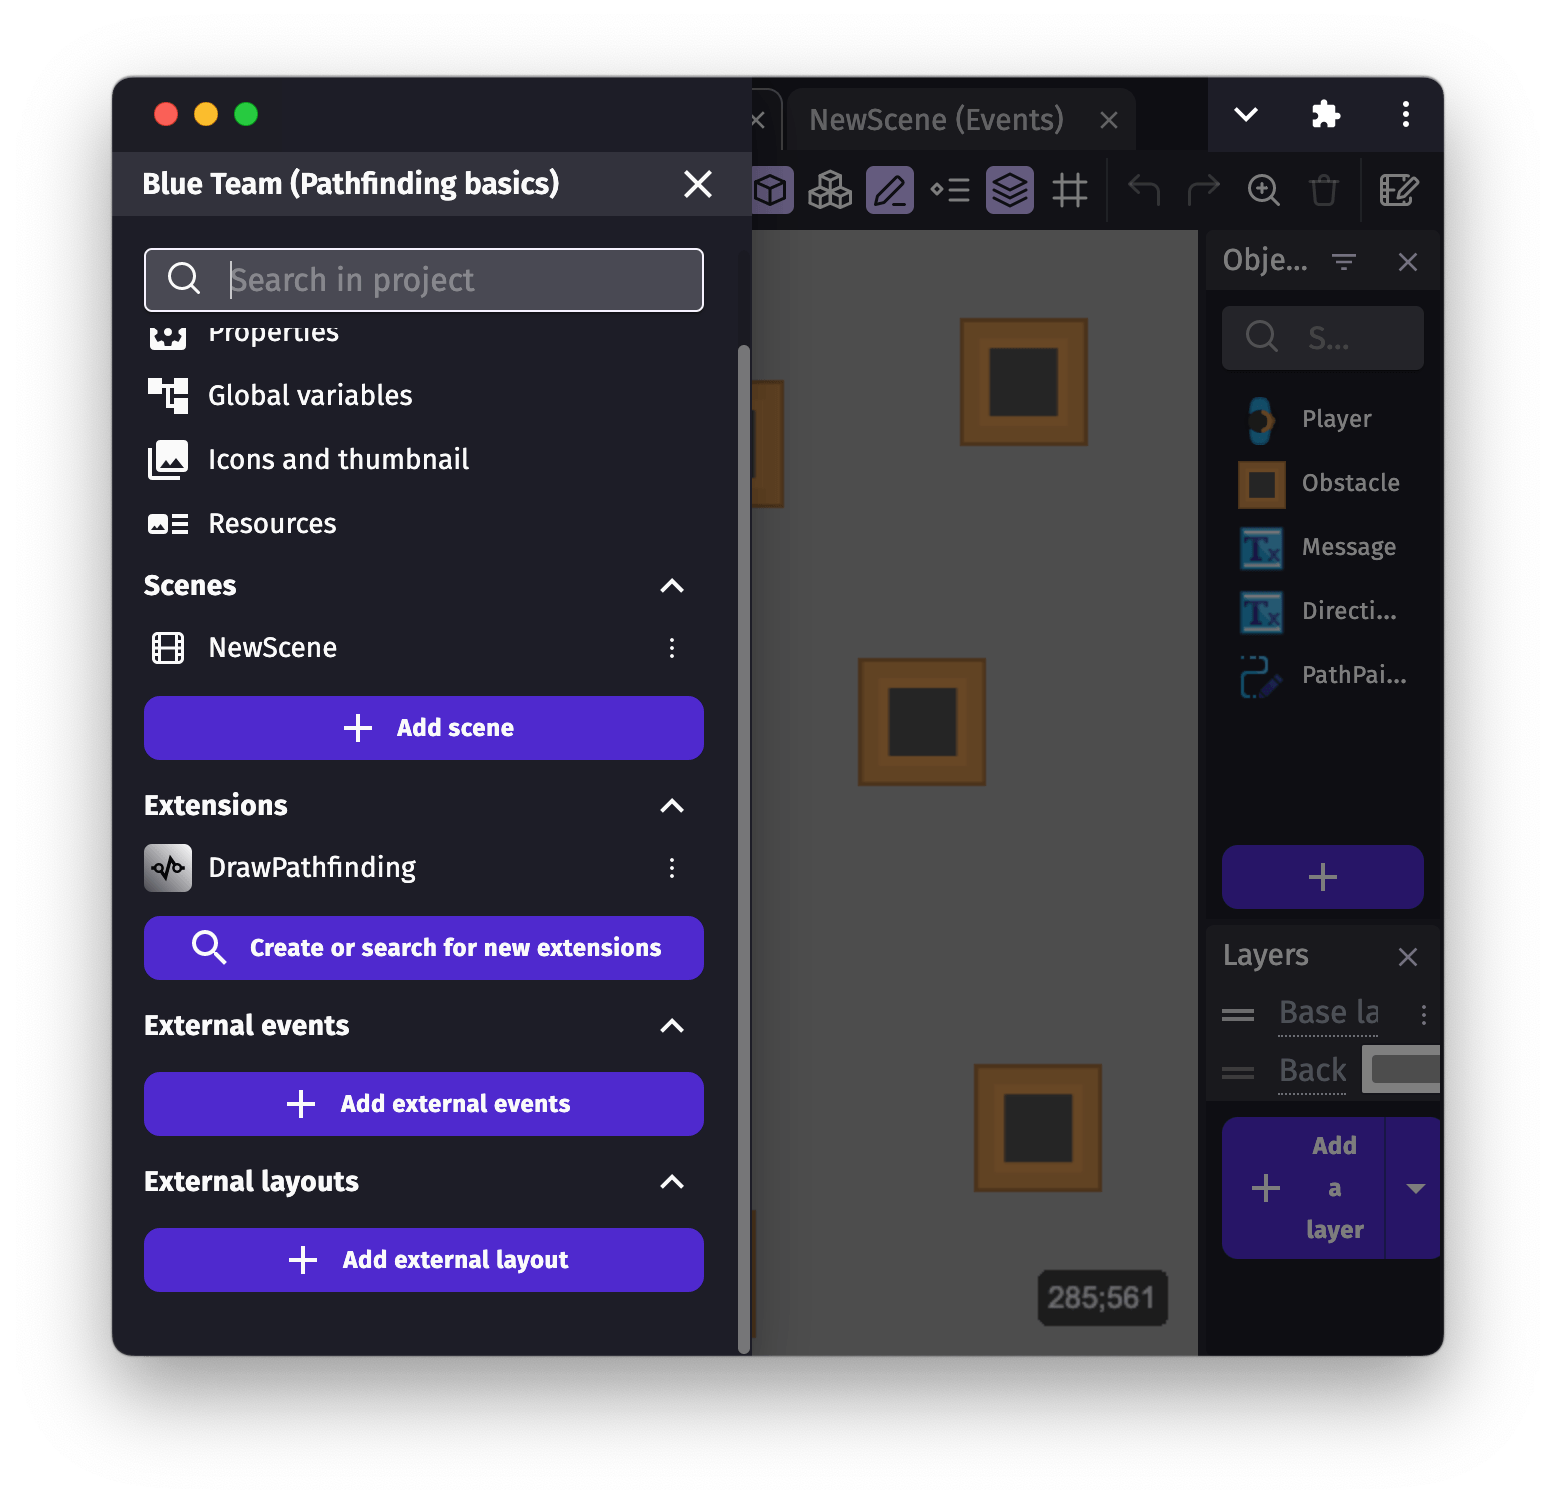 NewScene (Events)
Blue Team (Pathfinding basics)
Search in project
Properties
Global variables
Icons and thumbnail
Resources
Scenes
NewScene
Add scene
Extensions
DrawPathfinding
Create or search for new extensions
External events
Add external events
External layouts
Add external layout
285;561
Obje...
S...
Player
Obstacle
Message
Directi...
PathPai...
Layers
Base la
Back
Add
a
layer